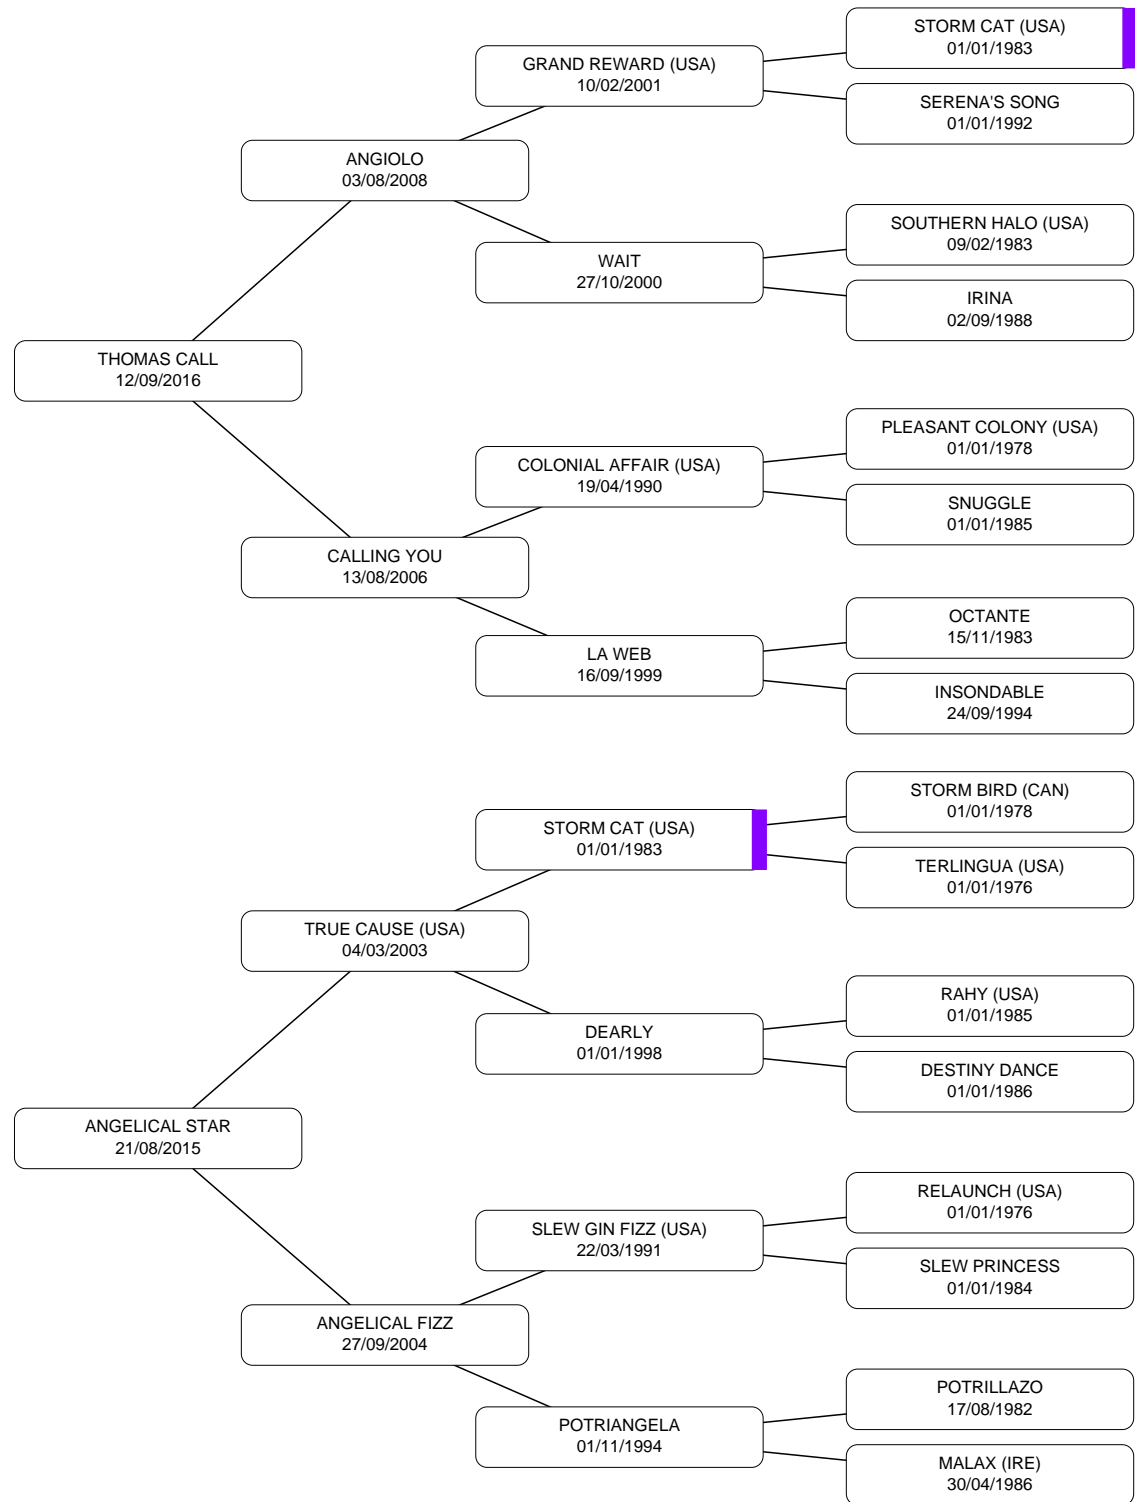 STORM CAT (USA)
01/01/1983
GRAND REWARD (USA)
10/02/2001
SERENA'S SONG
01/01/1992
ANGIOLO
03/08/2008
SOUTHERN HALO (USA)
09/02/1983
WAIT
27/10/2000
IRINA
02/09/1988
THOMAS CALL
12/09/2016
PLEASANT COLONY (USA)
01/01/1978
COLONIAL AFFAIR (USA)
19/04/1990
SNUGGLE
01/01/1985
CALLING YOU
13/08/2006
OCTANTE
15/11/1983
LA WEB
16/09/1999
INSONDABLE
24/09/1994
STORM BIRD (CAN)
01/01/1978
STORM CAT (USA)
01/01/1983
TERLINGUA (USA)
01/01/1976
TRUE CAUSE (USA)
04/03/2003
RAHY (USA)
01/01/1985
DEARLY
01/01/1998
DESTINY DANCE
01/01/1986
ANGELICAL STAR
21/08/2015
RELAUNCH (USA)
01/01/1976
SLEW GIN FIZZ (USA)
22/03/1991
SLEW PRINCESS
01/01/1984
ANGELICAL FIZZ
27/09/2004
POTRILLAZO
17/08/1982
POTRIANGELA
01/11/1994
MALAX (IRE)
30/04/1986